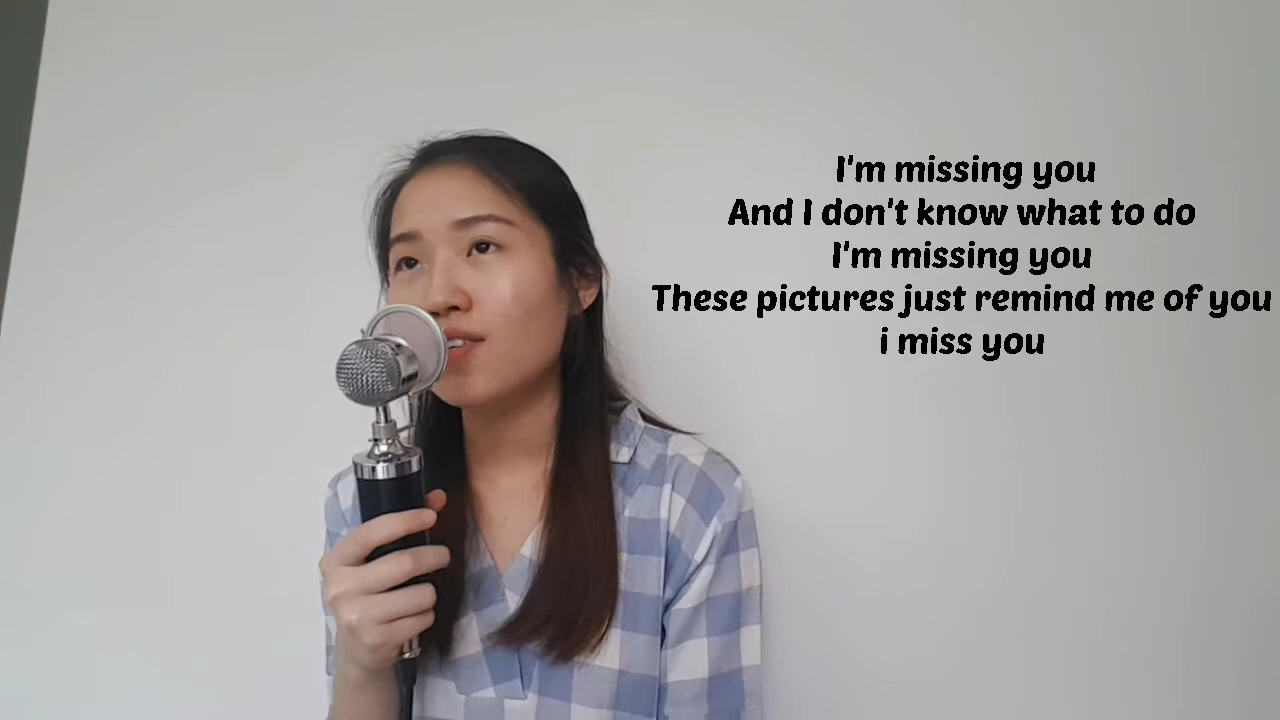 I'm missing you
And I don't know what to do
I'm missing you
These pictures just remind me of you
i miss you